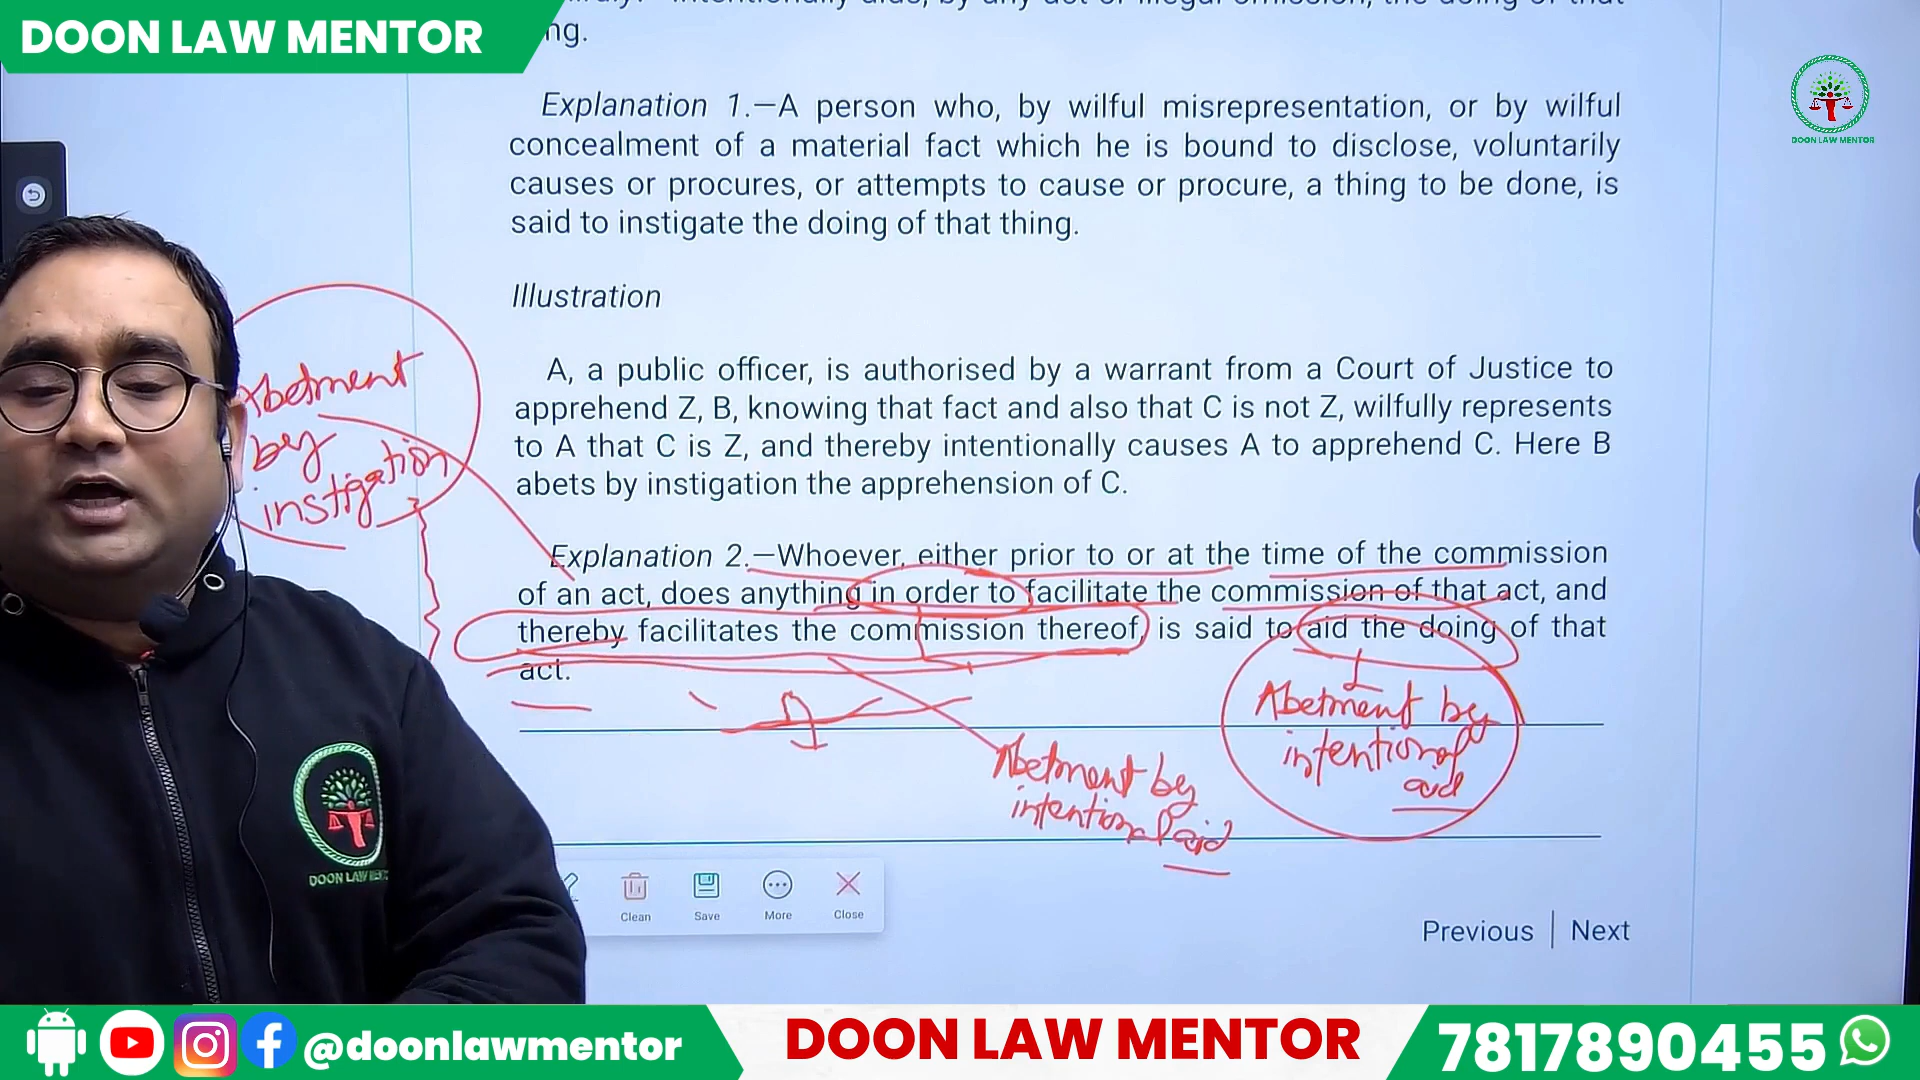 DOON LAW MENTOR
ng.
DOON LAW MENTOR
Explanation 1.—A person who, by wilful misrepresentation, or by wilful
concealment of a material fact which he is bound to disclose, voluntarily
causes or procures, or attempts to cause or procure, a thing to be done, is
said to instigate the doing of that thing.
Illustration
A, a public officer, is authorised by a warrant from a Court of Justice to
apprehend Z, B, knowing that fact and also that C is not Z, wilfully represents
to A that C is Z, and thereby intentionally causes A to apprehend C. Here B
abets by instigation the apprehension of C.
Abetment
by
instigation
Explanation 2.—Whoever, either prior to or at the time of the commission
of an act, does anything in order to facilitate the commission of that act, and
thereby facilitates the commission thereof, is said to aid the doing of that
act.
Abetment by
intentional
aid
Abetment by
intentional aid
DOON LAW
Clean
Save
More
Close
Previous | Next
@doonlawmentor
DOON LAW MENTOR
7817890455